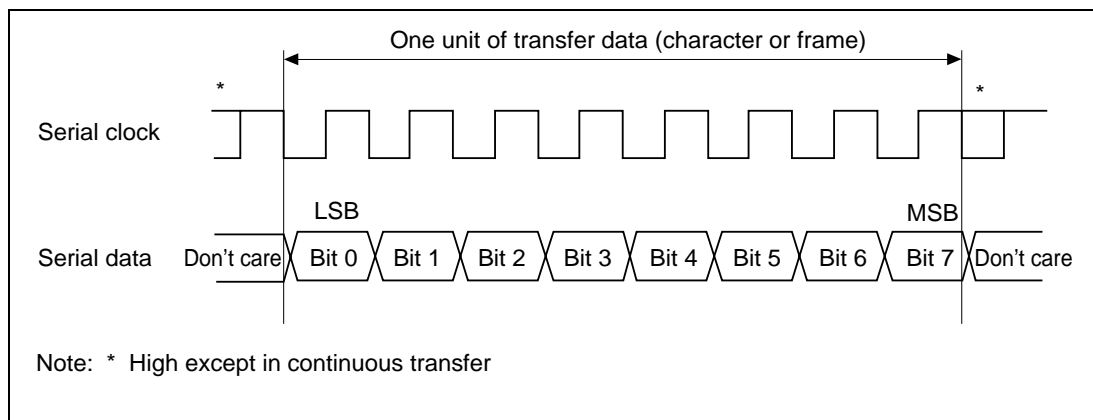 One unit of transfer data (character or frame)
* *
Serial clock
LSB MSB
Serial data Don't care Bit 0 Bit 1 Bit 2 Bit 3 Bit 4 Bit 5 Bit 6 Bit 7 Don't care
Note: * High except in continuous transfer